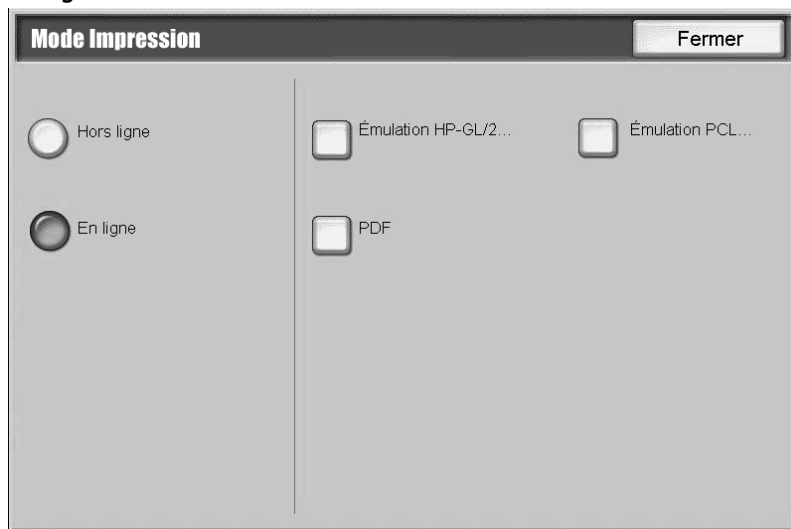 Mode Impression
Fermer
Hors ligne
Émulation HP-GL/2...
Émulation PCL...
En ligne
PDF